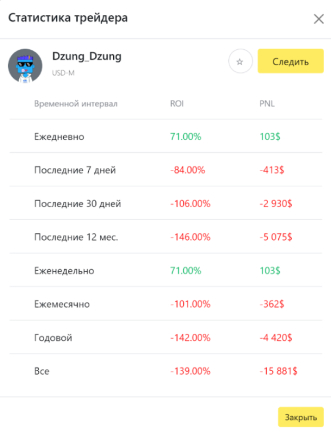 Статистика трейдера
Dzung_Dzung
USD-M
Следить
Временной интервал ROI PNL
Ежедневно 71.00% 103$
Последние 7 дней -84.00% -413$
Последние 30 дней -106.00% -2 930$
Последние 12 мес. -146.00% -5 075$
Еженедельно 71.00% 103$
Ежемесячно -101.00% -362$
Годовой -142.00% -4 420$
Все -139.00% -15 881$
Закрыть